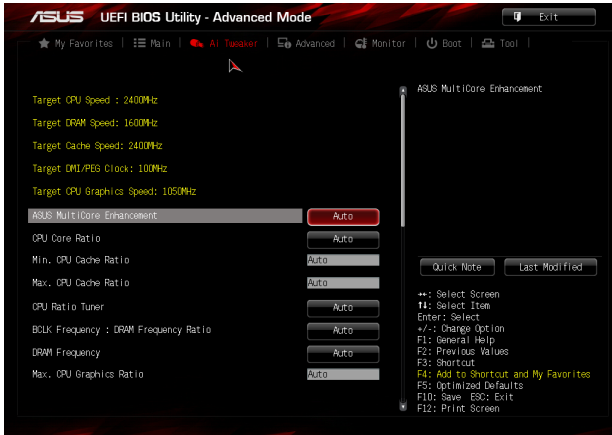 ASUS UEFI BIOS Utility - Advanced Mode
Exit
My Favorites | Main | Ai Tweaker | Advanced | Monitor | Boot | Tool |
Target CPU Speed : 2400MHz
Target DRAM Speed: 1600MHz
Target Cache Speed: 2400MHz
Target DMI/PEG Clock: 100MHz
Target CPU Graphics Speed: 1050MHz
ASUS MultiCore Enhancement Auto
CPU Core Ratio Auto
Min. CPU Cache Ratio Auto
Max. CPU Cache Ratio Auto
CPU Ratio Tuner Auto
BCLK Frequency : DRAM Frequency Ratio Auto
DRAM Frequency Auto
Max. CPU Graphics Ratio Auto
ASUS MultiCore Enhancement
Quick Note Last Modified
→←: Select Screen
↑↓: Select Item
Enter: Select
+/-: Change Option
F1: General Help
F2: Previous Values
F3: Shortcut
F4: Add to Shortcut and My Favorites
F5: Optimized Defaults
F10: Save ESC: Exit
F12: Print Screen